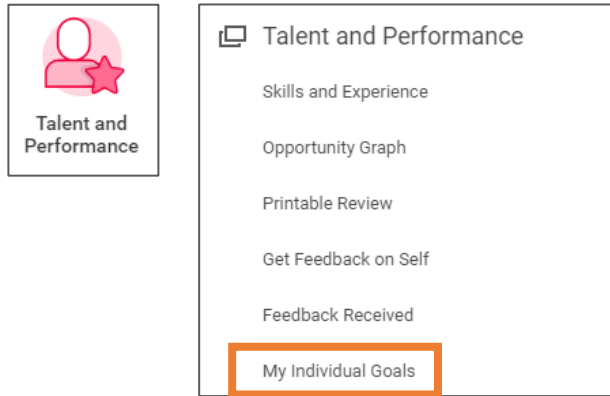 Talent and
Performance
Talent and Performance
Skills and Experience
Opportunity Graph
Printable Review
Get Feedback on Self
Feedback Received
My Individual Goals